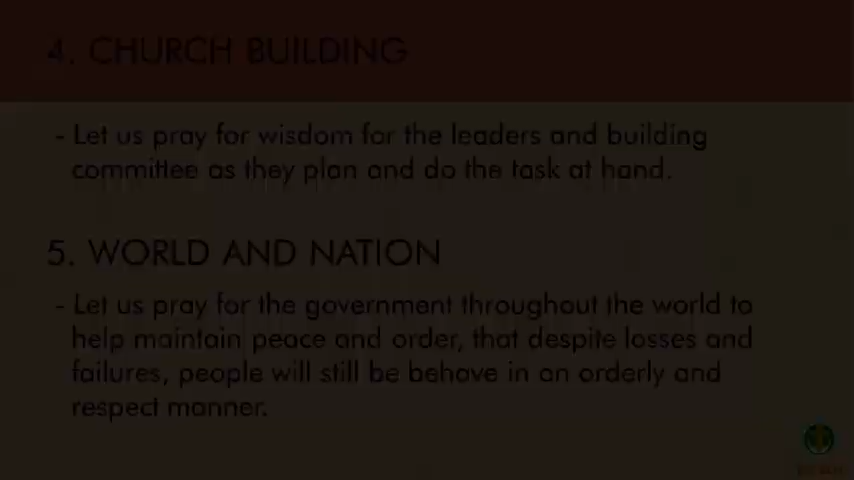 4. CHURCH BUILDING
- Let us pray for wisdom for the leaders and building
committee as they plan and do the task at hand.
5. WORLD AND NATION
- Let us pray for the government throughout the world to
help maintain peace and order, that despite losses and
failures, people will still be behave in an orderly and
respect manner.